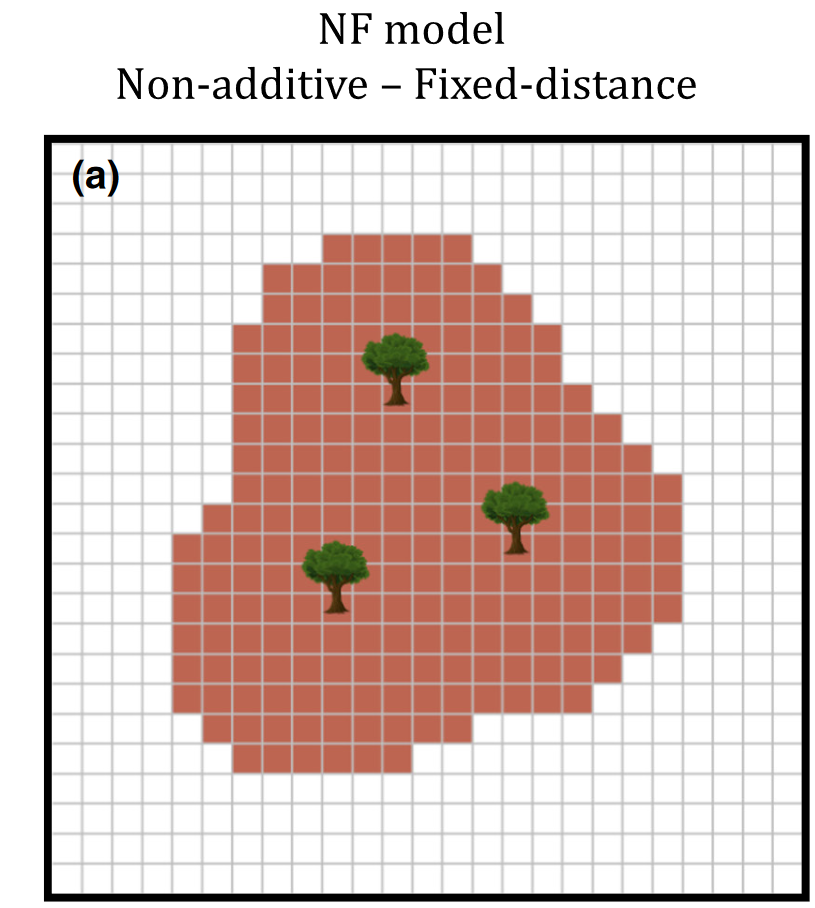 NF model
Non-additive – Fixed-distance
(a)